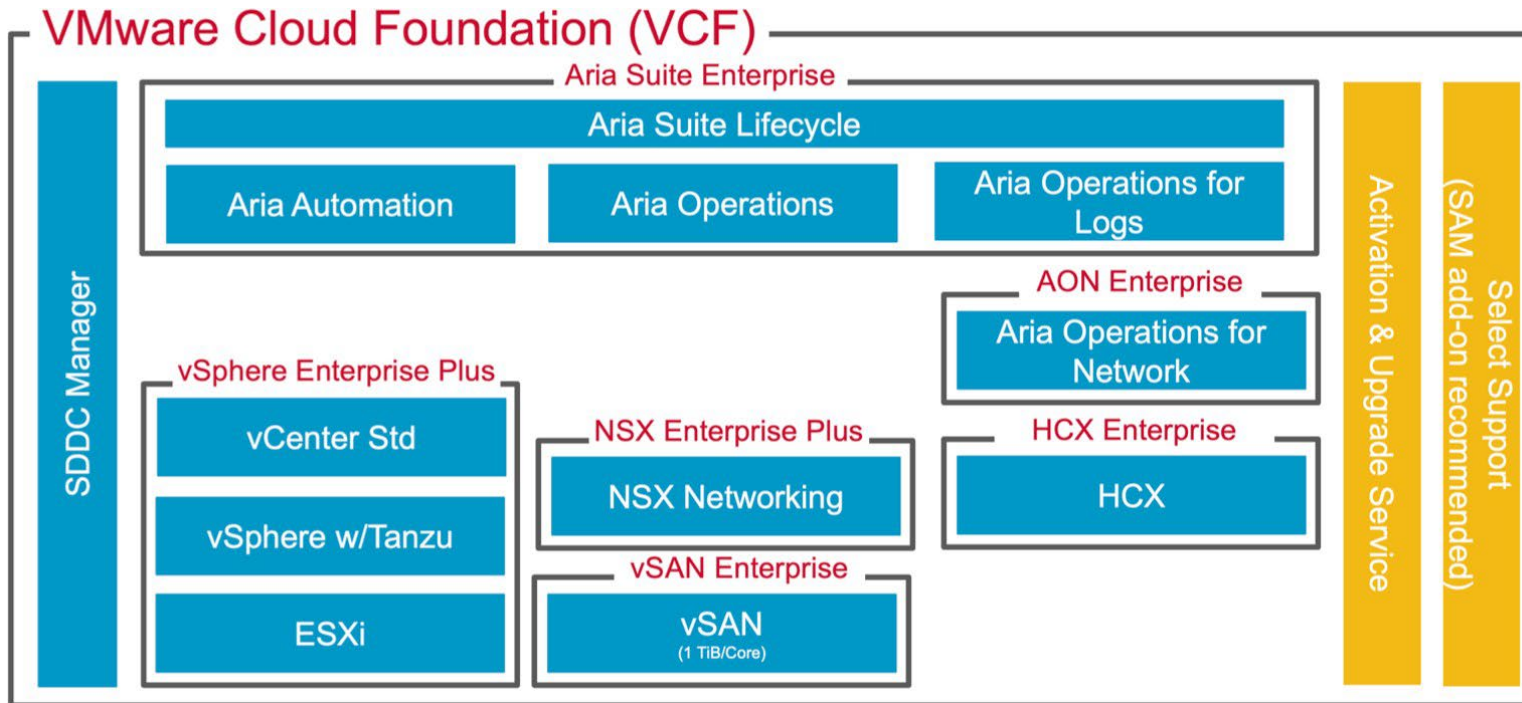 VMware Cloud Foundation (VCF)
SDDC Manager
Aria Suite Enterprise
Aria Suite Lifecycle
Aria Automation
Aria Operations
Aria Operations for
Logs
AON Enterprise
Aria Operations for
Network
vSphere Enterprise Plus
vCenter Std
vSphere w/Tanzu
ESXi
NSX Enterprise Plus
NSX Networking
HCX Enterprise
HCX
vSAN Enterprise
vSAN
(1 TiB/Core)
Activation & Upgrade Service
Select Support
(SAM add-on recommended)